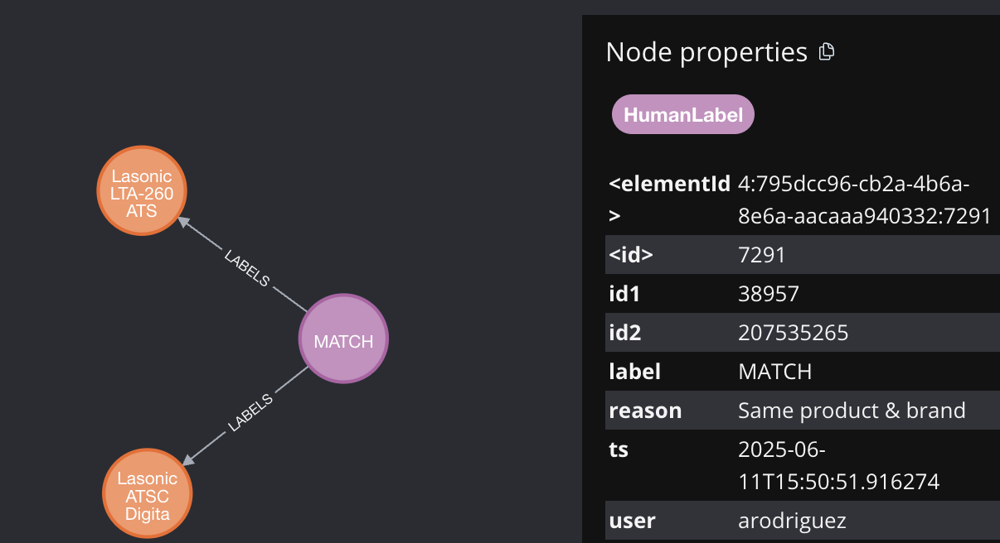 Lasonic
LTA-260
ATS
LABELS
MATCH
LABELS
Lasonic
ATSC
Digita
Node properties
HumanLabel
<elementId> 4:795dcc96-cb2a-4b6a-
8e6a-aacaaa940332:7291
<id> 7291
id1 38957
id2 207535265
label MATCH
reason Same product & brand
ts 2025-06-
11T15:50:51.916274
user arodriguez